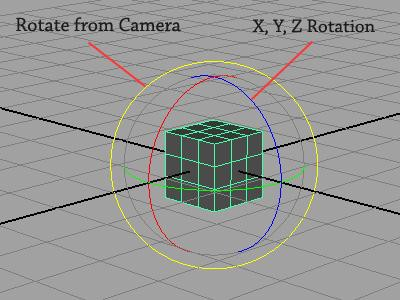 Rotate from Camera
X, Y, Z Rotation